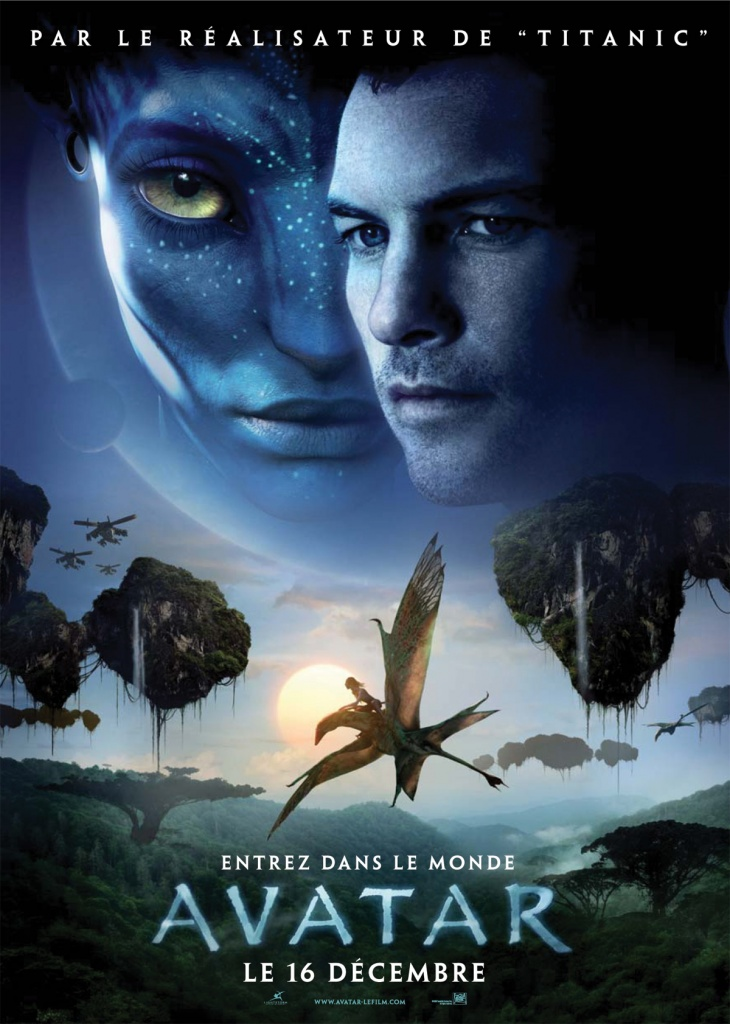 PAR LE RÉALISATEUR DE “TITANIC”
ENTREZ DANS LE MONDE
AVATAR
LE 16 DÉCEMBRE
WWW.AVATAR-LEFILM.COM